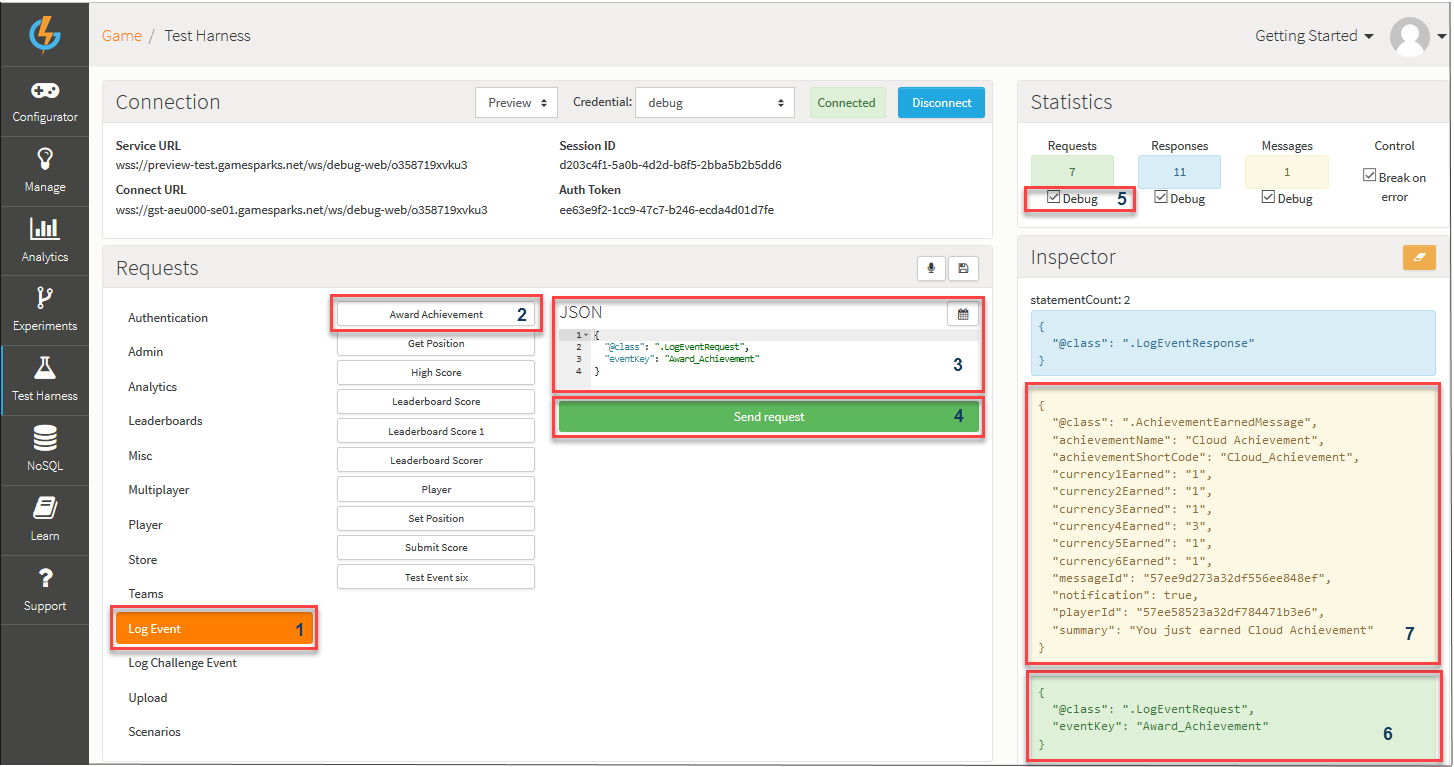 Game / Test Harness
Getting Started
Configurator
Manage
Analytics
Experiments
Test Harness
NoSQL
Learn
Support
Connection
Preview
Credential:
debug
Connected
Disconnect
Service URL
wss://preview-test.gamesparks.net/ws/debug-web/o358719xvku3
Connect URL
wss://gst-aeu000-se01.gamesparks.net/ws/debug-web/o358719xvku3
Session ID
d203c4f1-5a0b-4d2d-b8f5-2bba5b2b5dd6
Auth Token
ee63e9f2-1cc9-47c7-b246-ecda4d01d7fe
Statistics
Requests
7
Debug 5
Responses
11
Debug
Messages
1
Debug
Control
Break on
error
Requests
Authentication
Admin
Analytics
Leaderboards
Misc
Multiplayer
Player
Store
Teams
Log Event 1
Log Challenge Event
Upload
Scenarios
Award Achievement 2
Get Position
High Score
Leaderboard Score
Leaderboard Score 1
Leaderboard Scorer
Player
Set Position
Submit Score
Test Event six
JSON
1 {
2 "@class": ".LogEventRequest",
3 "eventKey": "Award_Achievement"
4 }
3
Send request 4
Inspector
statementCount: 2
{
"@class": ".LogEventResponse"
}
{
"@class": ".AchievementEarnedMessage",
"achievementName": "Cloud Achievement",
"achievementShortCode": "Cloud_Achievement",
"currency1Earned": "1",
"currency2Earned": "1",
"currency3Earned": "1",
"currency4Earned": "3",
"currency5Earned": "1",
"currency6Earned": "1",
"messageId": "57ee9d273a32df556ee848ef",
"notification": true,
"playerId": "57ee58523a32df784471b3e6",
"summary": "You just earned Cloud Achievement"
}
7
{
"@class": ".LogEventRequest",
"eventKey": "Award_Achievement"
}
6